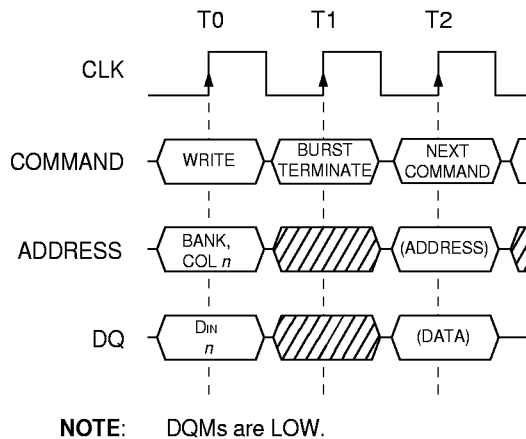 T0 T1 T2
CLK
COMMAND WRITE BURST TERMINATE NEXT COMMAND
ADDRESS BANK, COL n (ADDRESS)
DQ DIN n (DATA)
NOTE: DQMs are LOW.